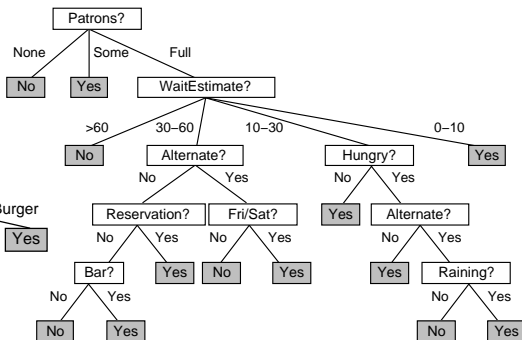 Patrons?
None Some Full
No Yes WaitEstimate?
>60 30–60 10–30 0–10
No Alternate? Hungry? Yes
No Yes No Yes
Burger Reservation? Fri/Sat? Yes Alternate?
Yes No Yes No Yes No Yes
Bar? Yes No Yes Yes Raining?
No Yes No Yes
No Yes No Yes